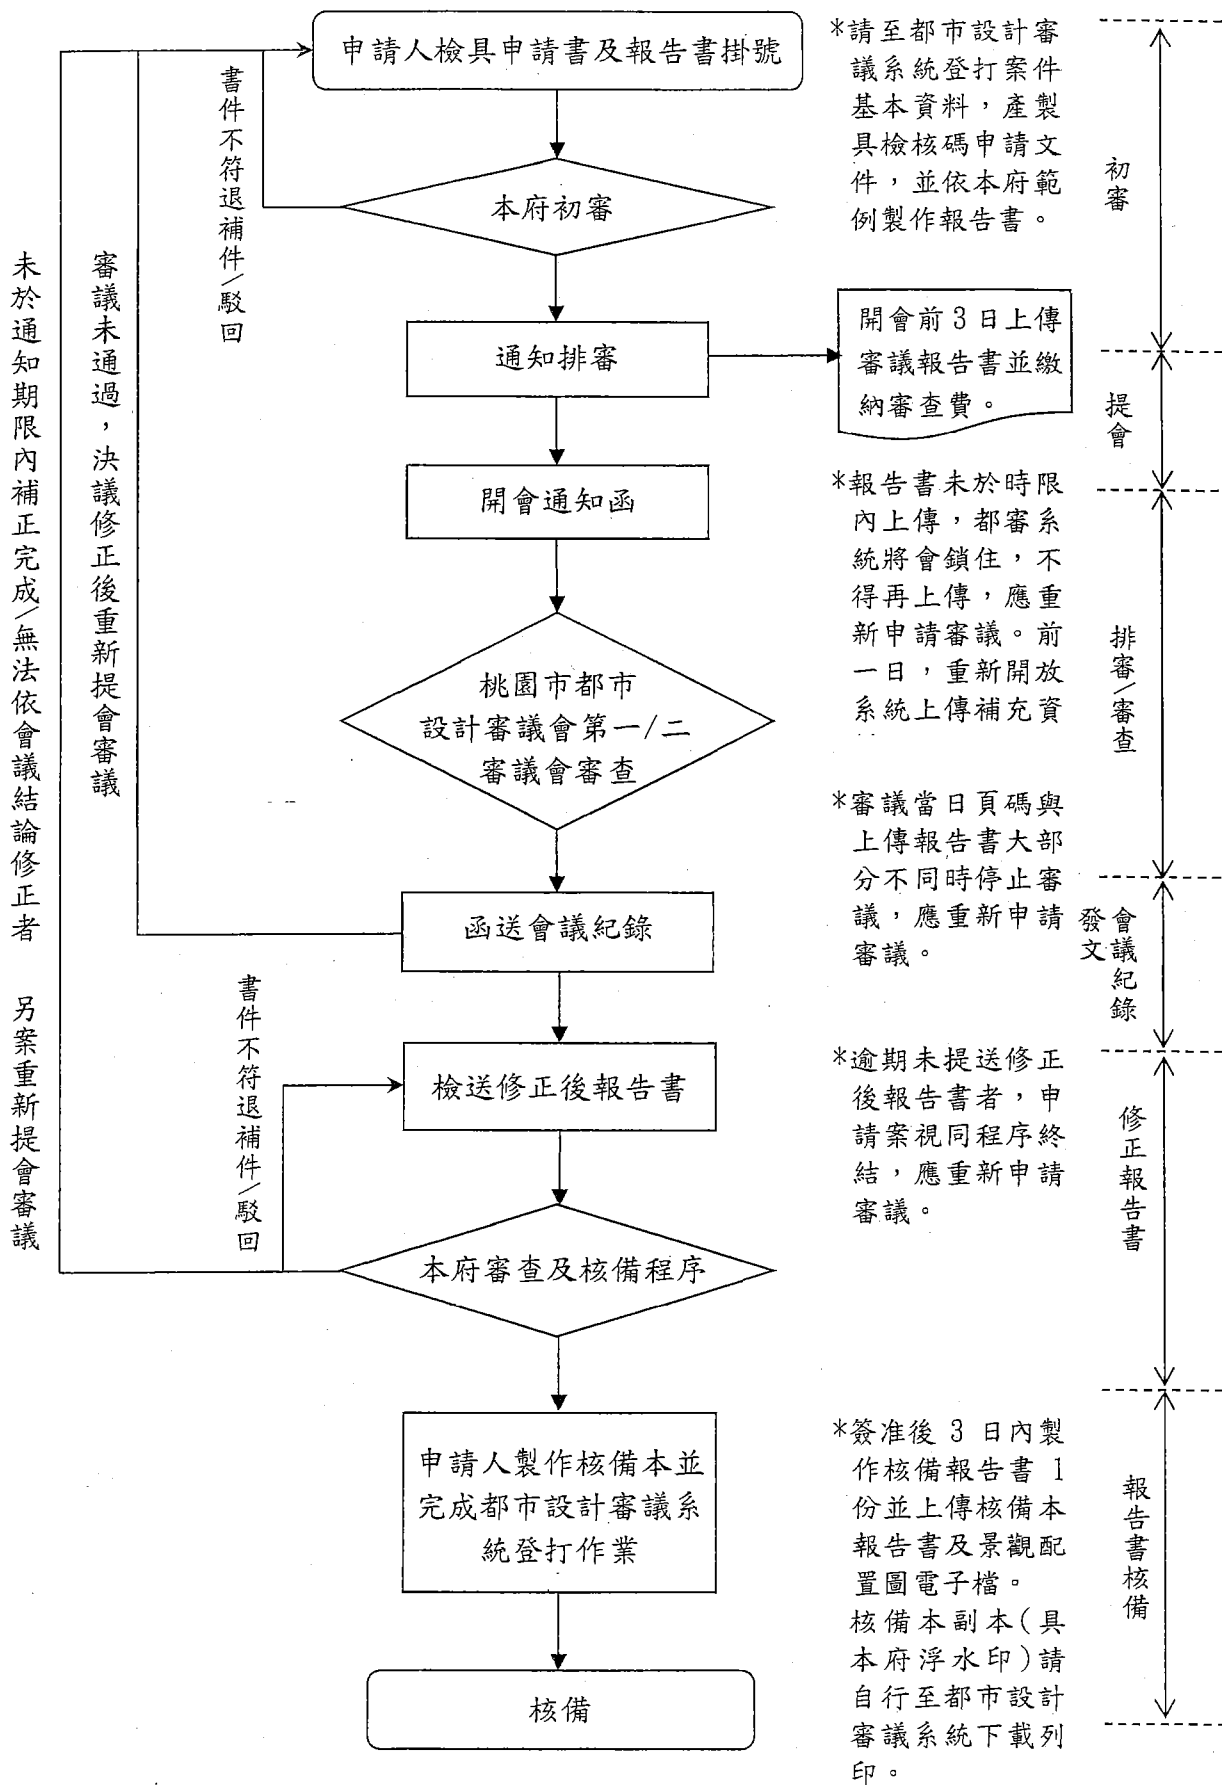 申請人檢具申請書及報告書掛號
*請至都市設計審
議系統登打案件
基本資料，產製
具檢核碼申請文
件，並依本府範
例製作報告書。
初審
書件不符退補件/駁回
本府初審
未於通知期限內補正完成/無法依會議結論修正者 另案重新提會審議
審議未通過，決議修正後重新提會審議
通知排審
開會前3日上傳
審議報告書並繳
納審查費。
提會
開會通知函
*報告書未於時限
內上傳，都審系
統將會鎖住，不
得再上傳，應重
新申請審議。前
一日，重新開放
系統上傳補充資
排審/審查
桃園市都市
設計審議會第一/二
審議會審查
*審議當日頁碼與
上傳報告書大部
分不同時停止審
議，應重新申請
審議。
函送會議紀錄
會議紀錄
發文
書件不符退補件/駁回
檢送修正後報告書
*逾期未提送修正
後報告書者，申
請案視同程序終
結，應重新申請
審議。
修正報告書
本府審查及核備程序
申請人製作核備本並
完成都市設計審議系
統登打作業
*簽准後 3 日內製
作核備報告書 1
份並上傳核備本
報告書及景觀配
置圖電子檔。
核備本副本(具
本府浮水印)請
自行至都市設計
審議系統下載列
印。
報告書核備
核備